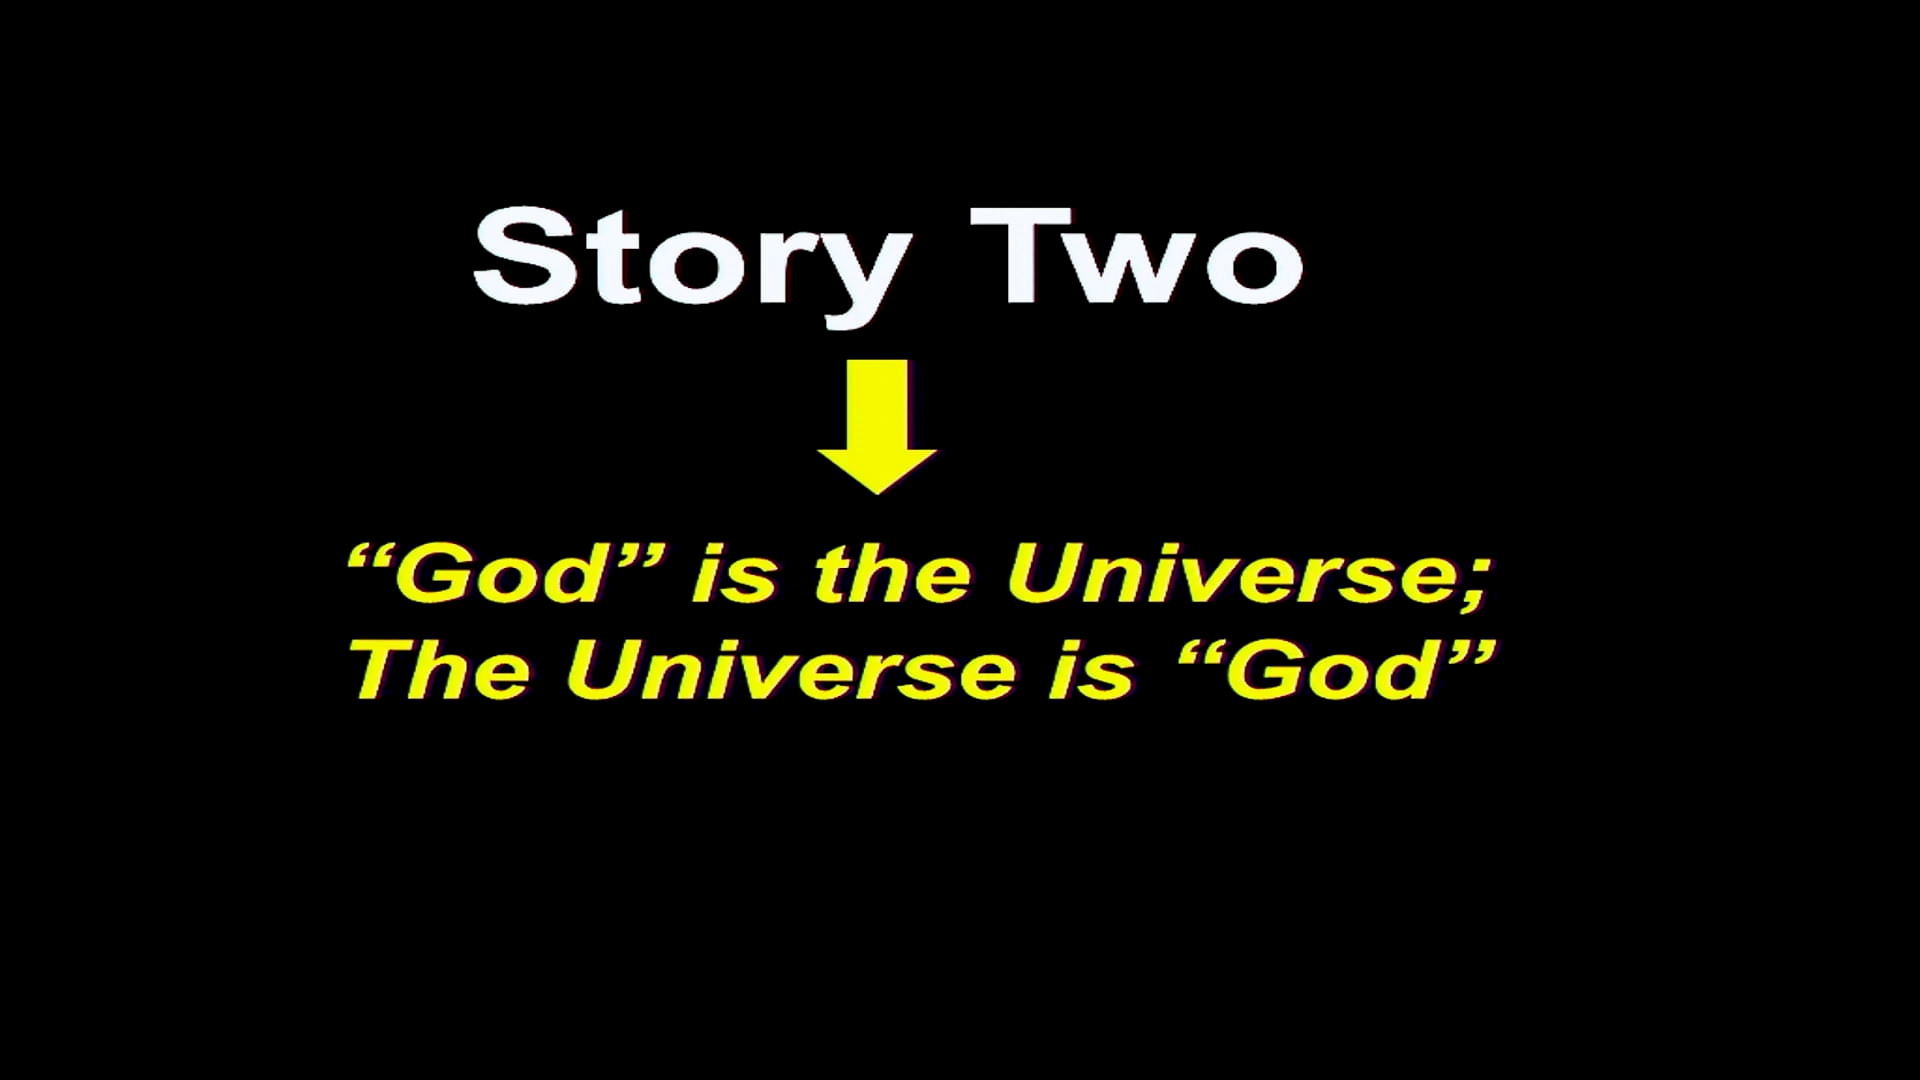 Story Two
“God” is the Universe;
The Universe is “God”